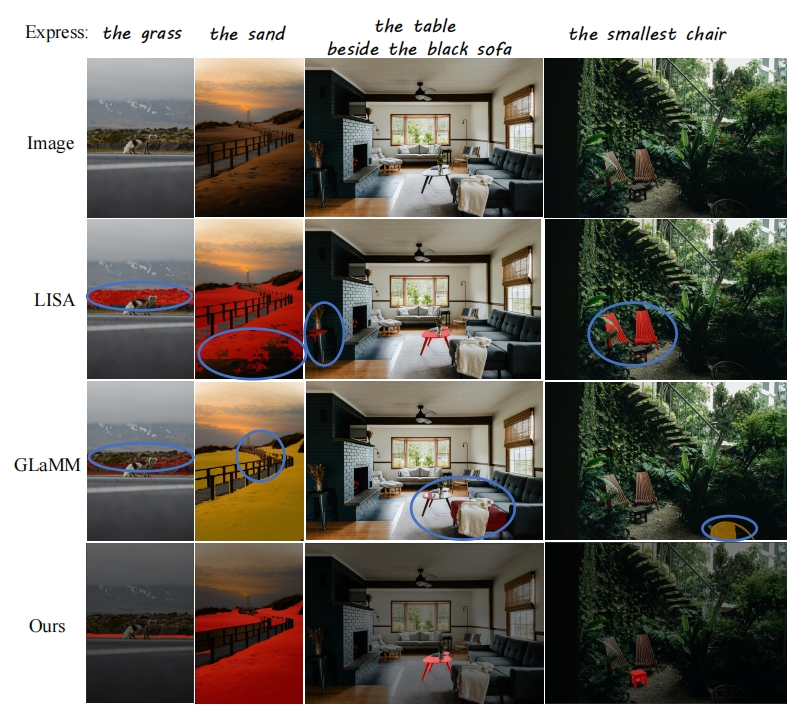 Express: the grass the sand the table
beside the black sofa the smallest chair
Image
LISA
GLaMM
Ours